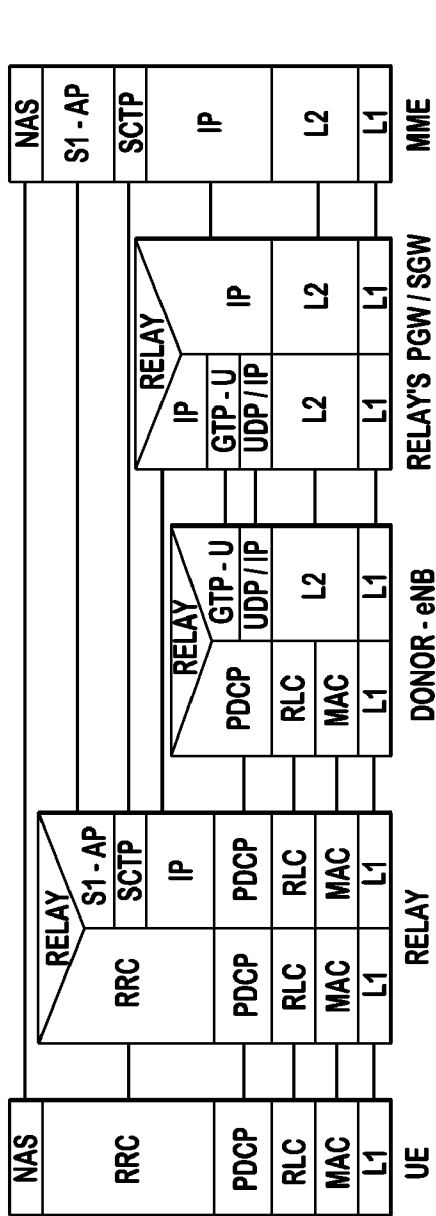 NAS
RRC
PDCP
RLC
MAC
L1
UE
RELAY
RRC
PDCP
RLC
MAC
L1
S1 - AP
SCTP
IP
PDCP
RLC
MAC
L1
RELAY
RELAY
PDCP
RLC
MAC
L1
GTP - U
UDP / IP
L2
L1
DONOR - eNB
RELAY
IP
GTP - U
UDP / IP
L2
L1
IP
L2
L1
RELAY'S PGW / SGW
NAS
S1 - AP
SCTP
IP
L2
L1
MME